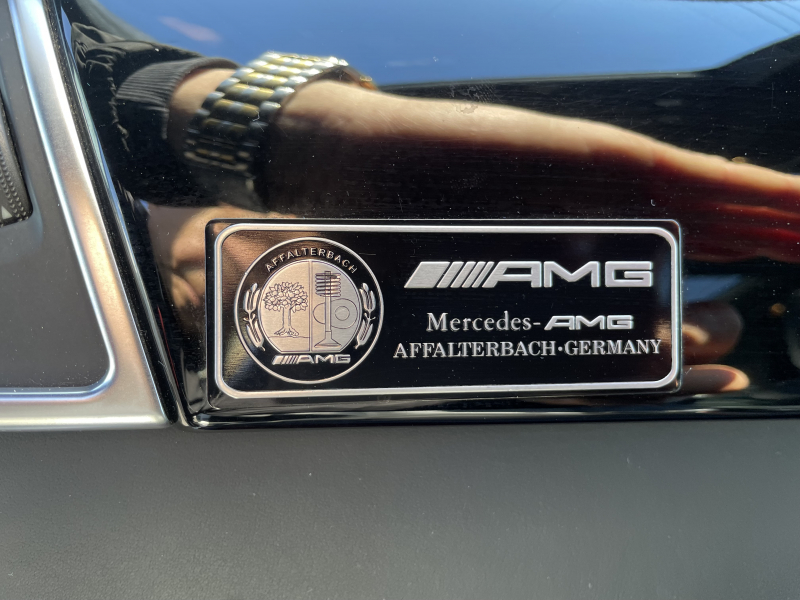 AFFALTERBACH
AMG
AMG
Mercedes-AMG
AFFALTERBACH·GERMANY